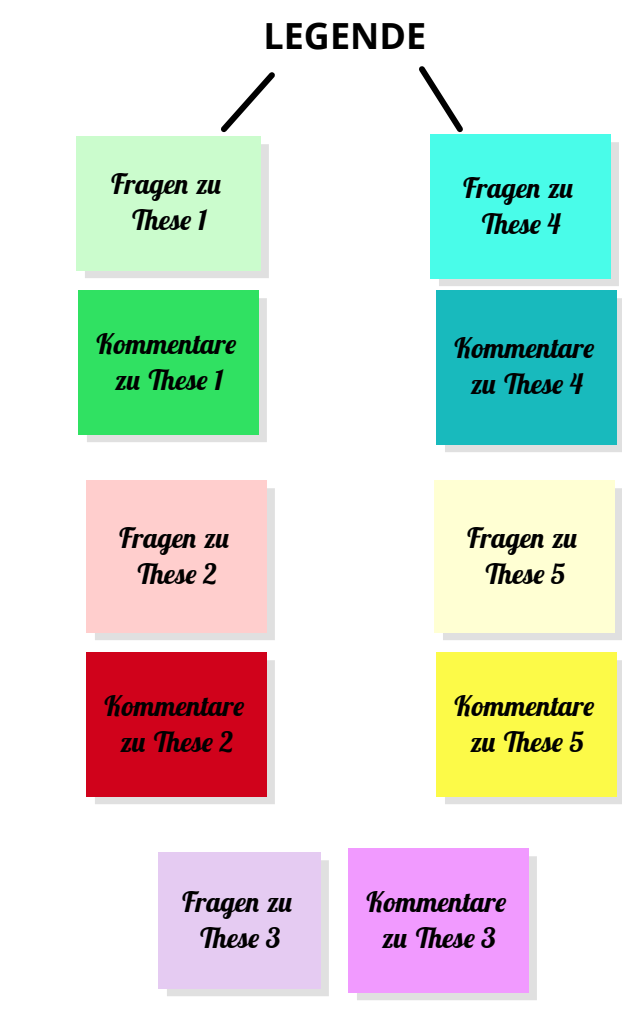 LEGENDE
Fragen zu
These 1
Kommentare
zu These 1
Fragen zu
These 2
Kommentare
zu These 2
Fragen zu
These 4
Kommentare
zu These 4
Fragen zu
These 5
Kommentare
zu These 5
Fragen zu
These 3
Kommentare
zu These 3